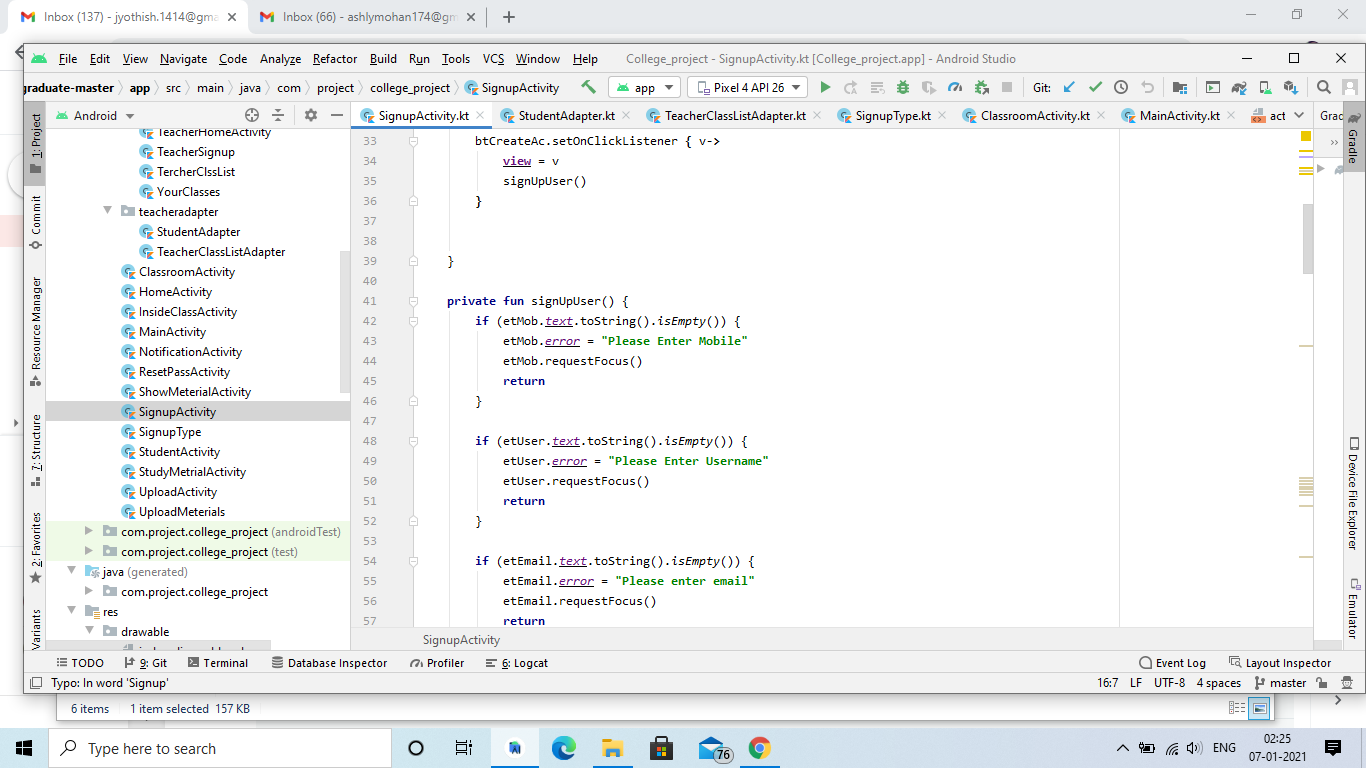 Inbox (137) - jyothish.1414@gma
Inbox (66) - ashlymohan174@gm
File Edit View Navigate Code Analyze Refactor Build Run Tools VCS Window Help College_project - SignupActivity.kt [College_project.app] - Android Studio
graduate-master app src main java com project college_project SignupActivity app Pixel 4 API 26 Git:
Android
SignupActivity.kt StudentAdapter.kt TeacherClassListAdapter.kt SignupType.kt ClassroomActivity.kt MainActivity.kt act Grad
1: Project
Commit
Resource Manager
7: Structure
2: Favorites
Variants
TeacherHomeActivity
TeacherSignup
TercherClssList
YourClasses
teacheradapter
StudentAdapter
TeacherClassListAdapter
ClassroomActivity
HomeActivity
InsideClassActivity
MainActivity
NotificationActivity
ResetPassActivity
ShowMeterialActivity
SignupActivity
SignupType
StudentActivity
StudyMetrialActivity
UploadActivity
UploadMeterials
com.project.college_project (androidTest)
com.project.college_project (test)
java (generated)
com.project.college_project
res
drawable
33 btCreateAc.setOnClickListener { v->
34 view = v
35 signUpUser()
36 }
37
38
39 }
40
41 private fun signUpUser() {
42 if (etMob.text.toString().isEmpty()) {
43 etMob.error = "Please Enter Mobile"
44 etMob.requestFocus()
45 return
46 }
47
48 if (etUser.text.toString().isEmpty()) {
49 etUser.error = "Please Enter Username"
50 etUser.requestFocus()
51 return
52 }
53
54 if (etEmail.text.toString().isEmpty()) {
55 etEmail.error = "Please enter email"
56 etEmail.requestFocus()
57 return
SignupActivity
Gradle
Device File Explorer
Emulator
TODO 9: Git Terminal Database Inspector Profiler 6: Logcat Event Log Layout Inspector
Typo: In word 'Signup' 16:7 LF UTF-8 4 spaces master
6 items 1 item selected 157 KB
Type here to search
76
ENG
02:25
07-01-2021